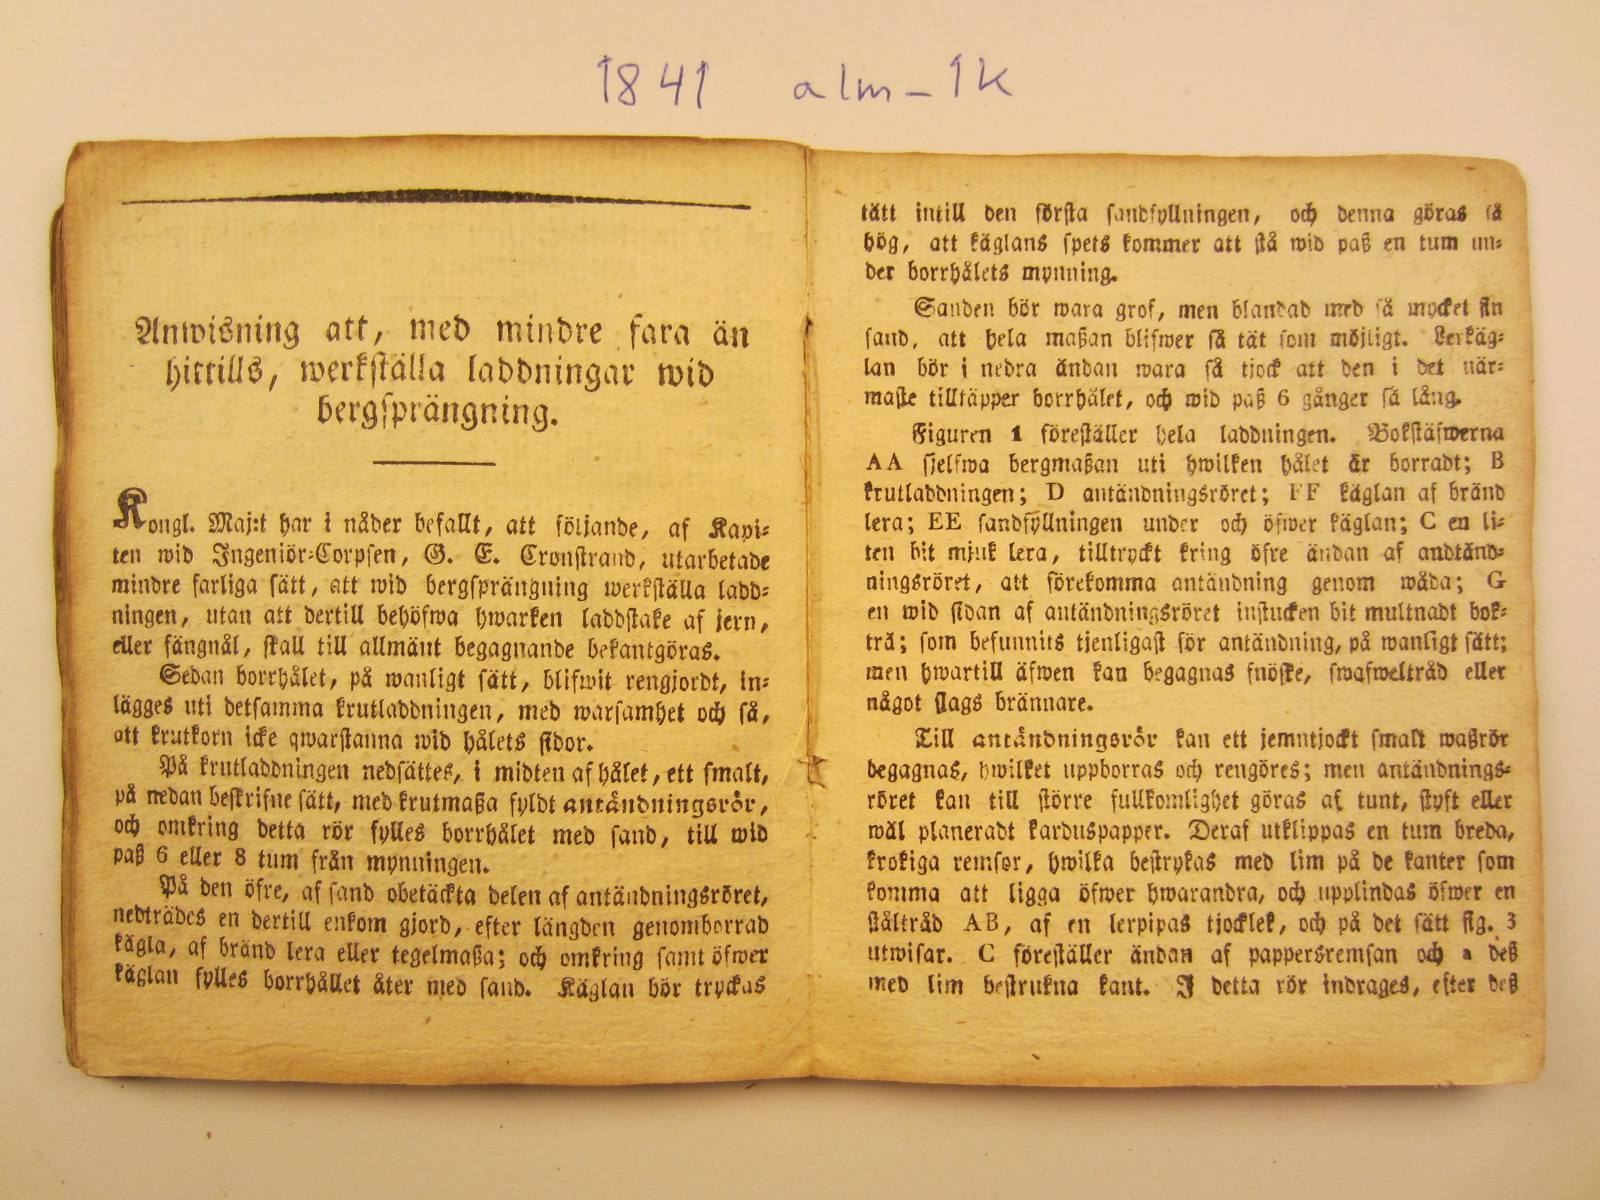 1841 alm-1k
Anwisning att, med mindre fara än
hittills, werkställa laddningar wid
bergsprängning.
Kongl. Maj:t har i nåder befallt, att följande, af Kapi-
ten wid Ingeniör-Corpsen, G. E. Cronstrand, utarbetade
mindre farliga sätt, att wid bergsprängning werkställa ladd-
ningen, utan att dertill behöfwa hwarken laddstake af jern,
eller fängnål, skall till allmänt begagnande bekantgöras.
Sedan borrhålet, på wanligt sätt, blifwit rengjordt, in-
lägges uti detsamma krutladdningen, med warsamhet och så,
att krutkorn icke qwarstanna wid hålets sidor.
På krutladdningen nedsättes, i midten af hålet, ett smalt,
på nedan beskrifne sätt, med krutmaßa fyldt antändningsrör,
och omkring detta rör fylles borrhålet med sand, till wid
paß 6 eller 8 tum från mynningen.
På den öfre, af sand obetäckta delen af antändningsröret,
nedträdes en dertill enkom gjord, efter längden genomborrad
kägla, af bränd lera eller tegelmaßa; och omkring samt öfwer
käglan fylles borrhållet åter med sand. Käglan bör tryckas
tätt intill den första sandfyllningen, och denna göras så
hög, att käglans spets kommer att stå wid paß en tum un-
der borrhålets mynning.
Sanden bör wara grof, men blandad med så mycket fin
sand, att hela maßan blifwer så tät som möjligt. Lerkäg-
lan bör i nedra ändan wara så tjock att den i det när-
maste tilltäpper borrhålet, och wid paß 6 gånger så lång.
Figuren 1 föreställer hela laddningen. Bokstäfwerna
AA sjelfwa bergmaßan uti hwilken hålet är borradt; B
krutladdningen; D antändningsröret; FF käglan af bränd
lera; EE sandfyllningen under och öfwer käglan; C en li-
ten bit mjuk lera, tilltryckt kring öfre ändan af andtänd-
ningsröret, att förekomma antändning genom wåda; G
en wid sidan af antändningsröret instucken bit multnadt bok-
trä; som befunnits tjenligast för antändning, på wanligt sätt;
men hwartill äfwen kan begagnas fnöske, swafweltråd eller
något slags brännare.
Till antändningsrör kan ett jemntjockt smalt waßrör
begagnas, hwilket uppborras och rengöres; men antändnings-
röret kan till större fullkomlighet göras af tunt, styft eller
wäl planeradt karduspapper. Deraf utklippas en tum breda,
krokiga remsor, hwilka bestrykas med lim på de kanter som
komma att ligga öfwer hwarandra, och upplindas öfwer en
ståltråd AB, af en lerpipas tjocklek, och på det sätt fig. 3
utwisar. C föreställer ändan af pappersremsan och a deß
med lim bestrukna kant. I detta rör indrages, efter deß